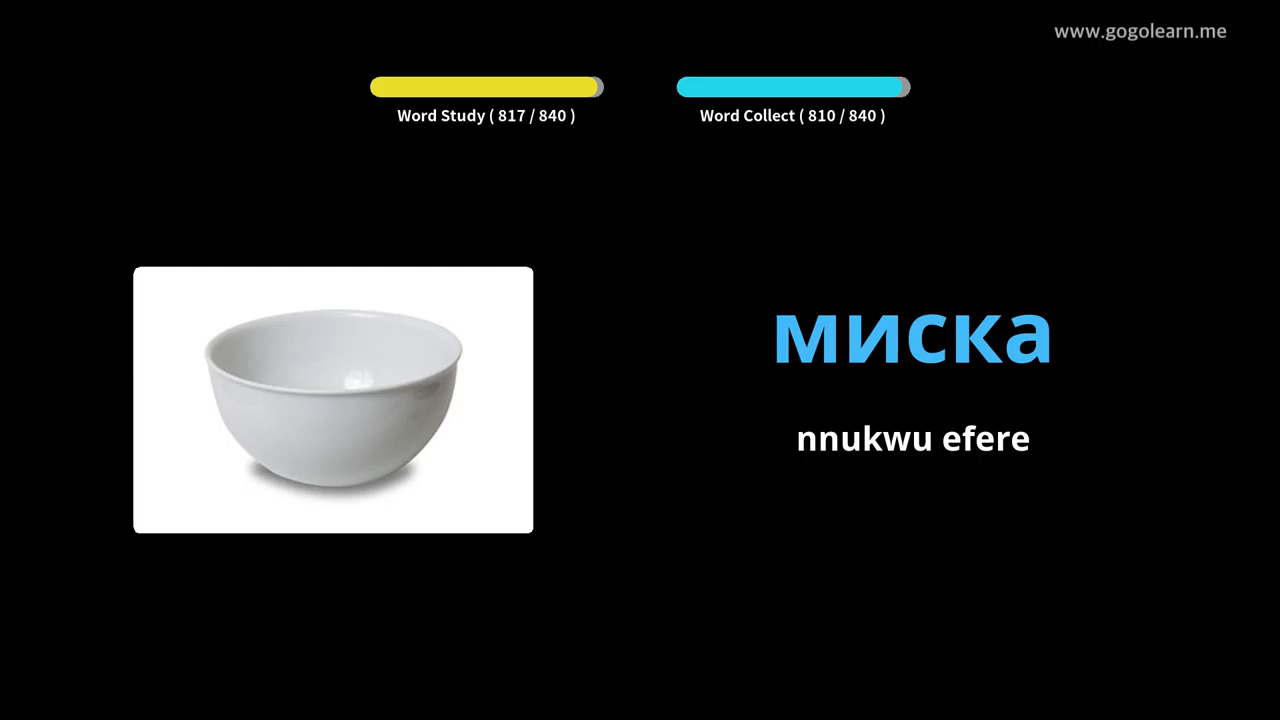 www.gogolearn.me
Word Study ( 817 / 840 )
Word Collect ( 810 / 840 )
миска
nnukwu efere